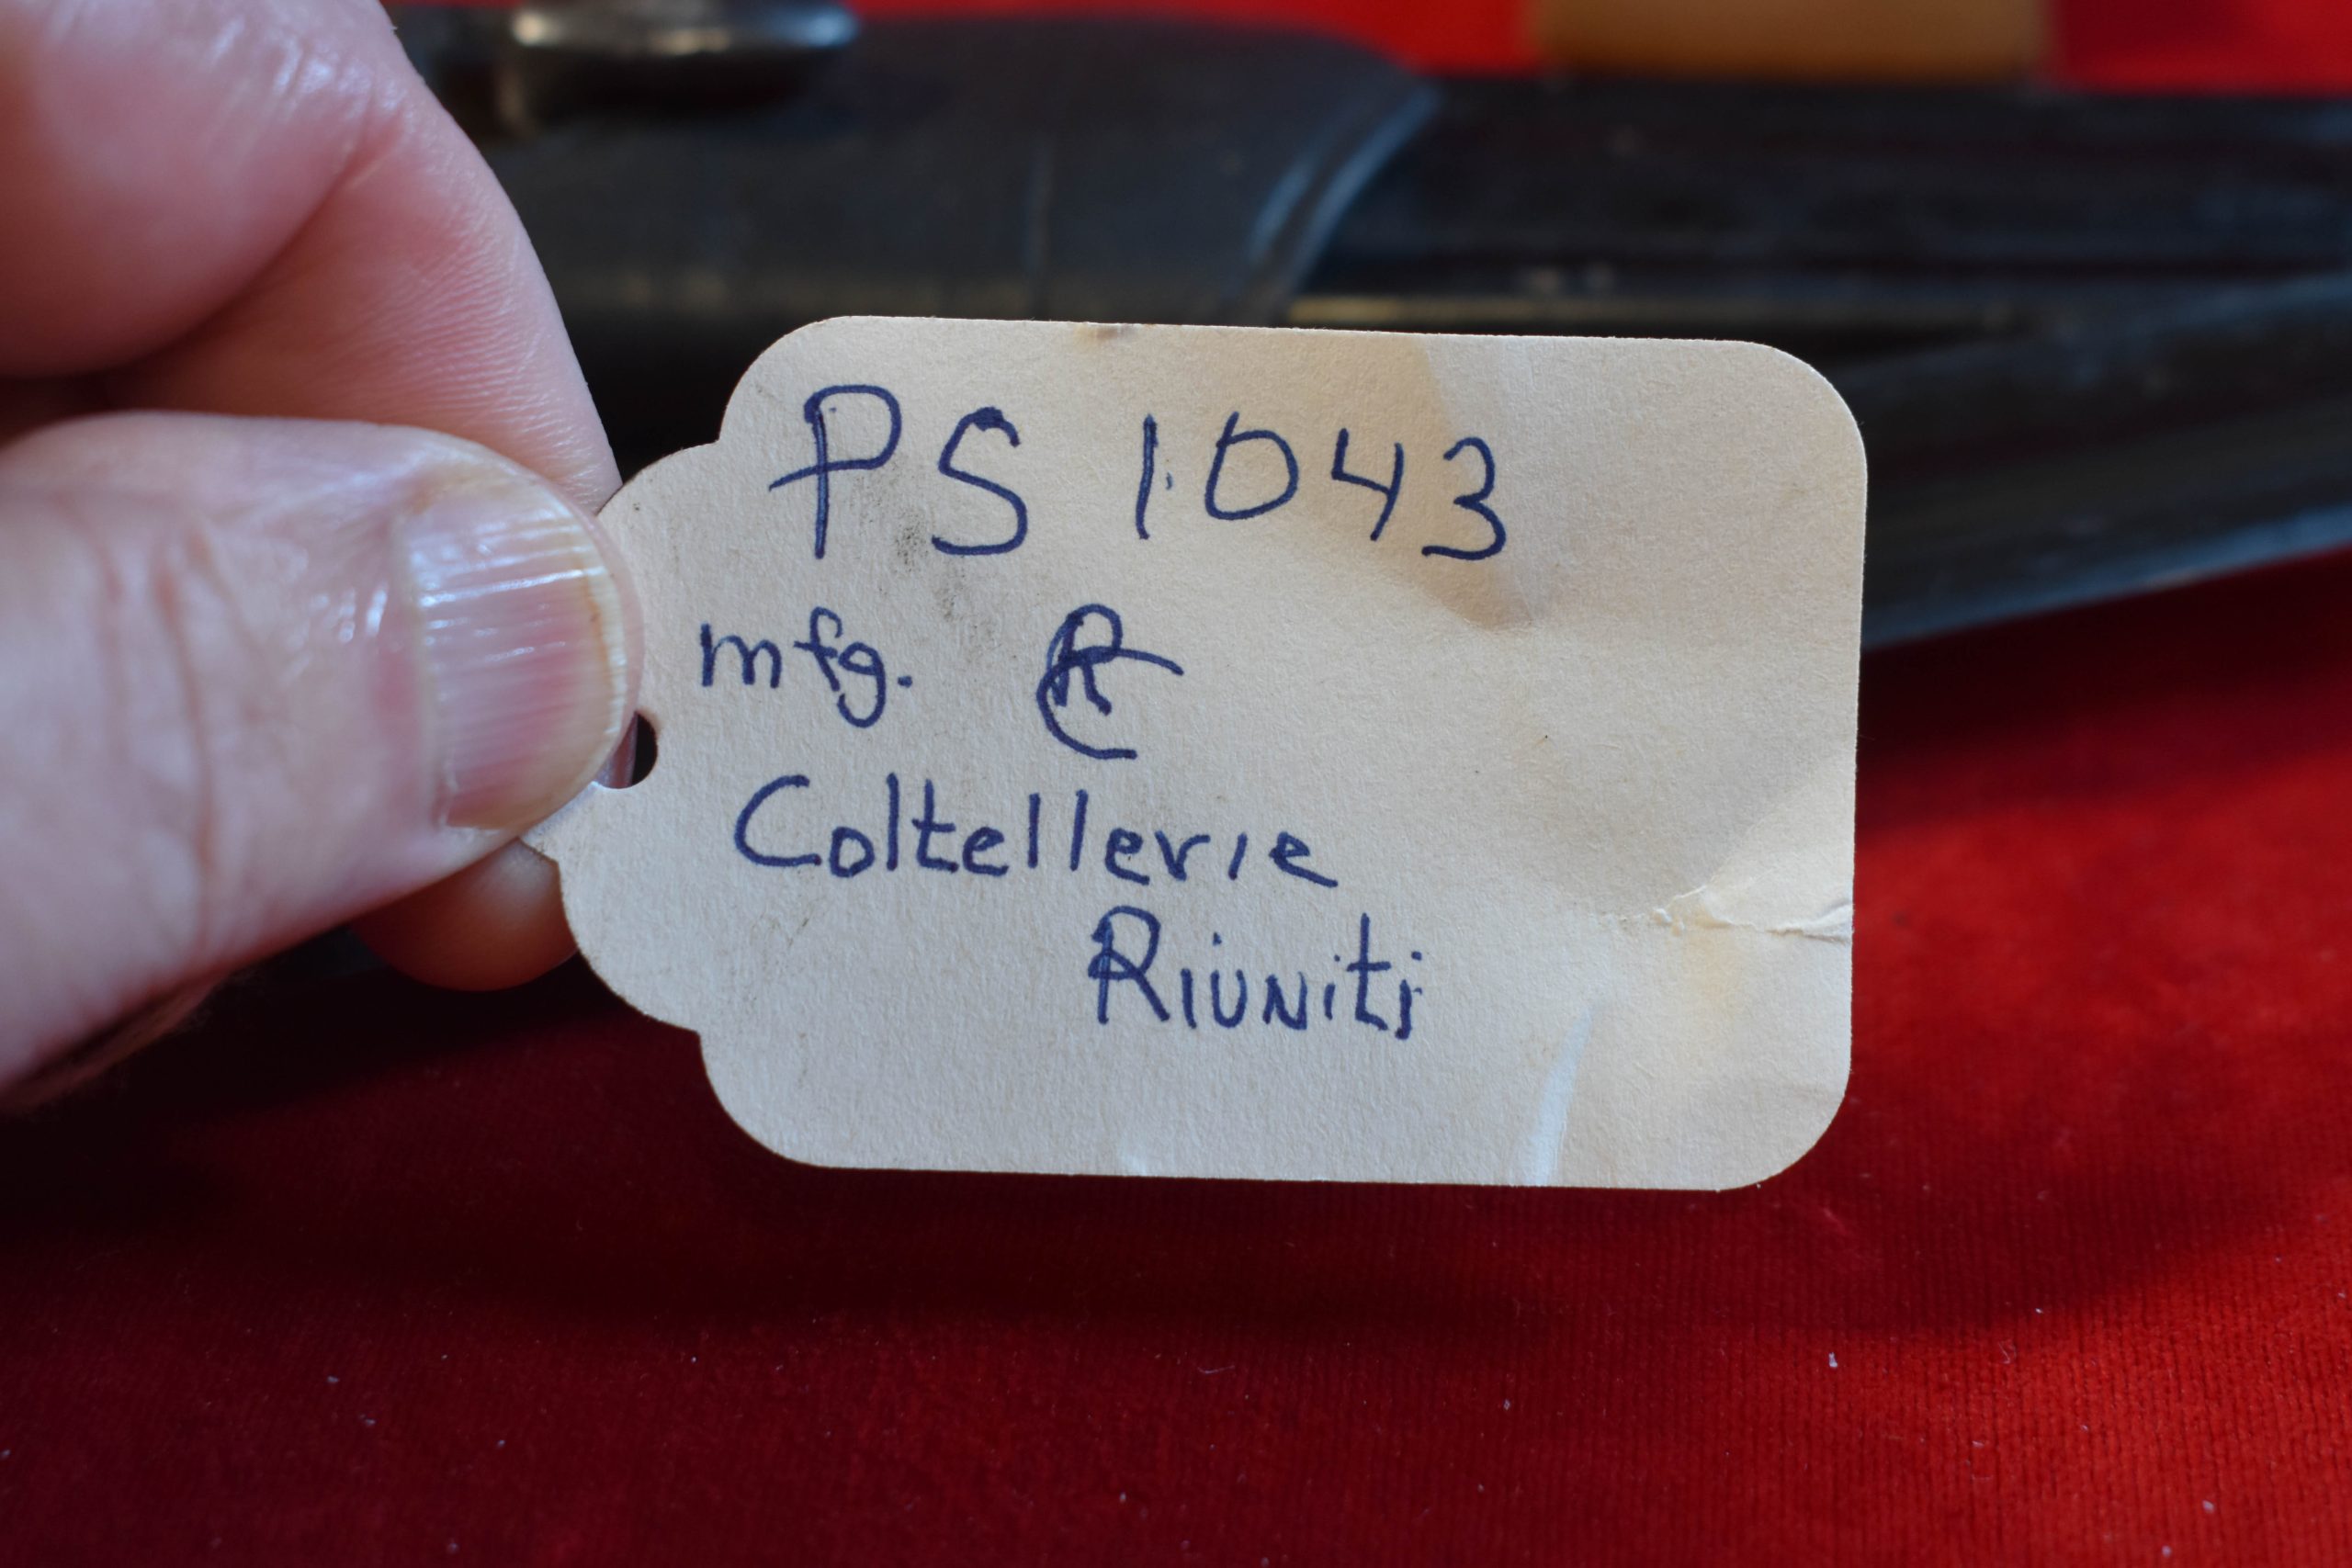 PS 1043
mfg. RC
Coltellerie
Riuniti